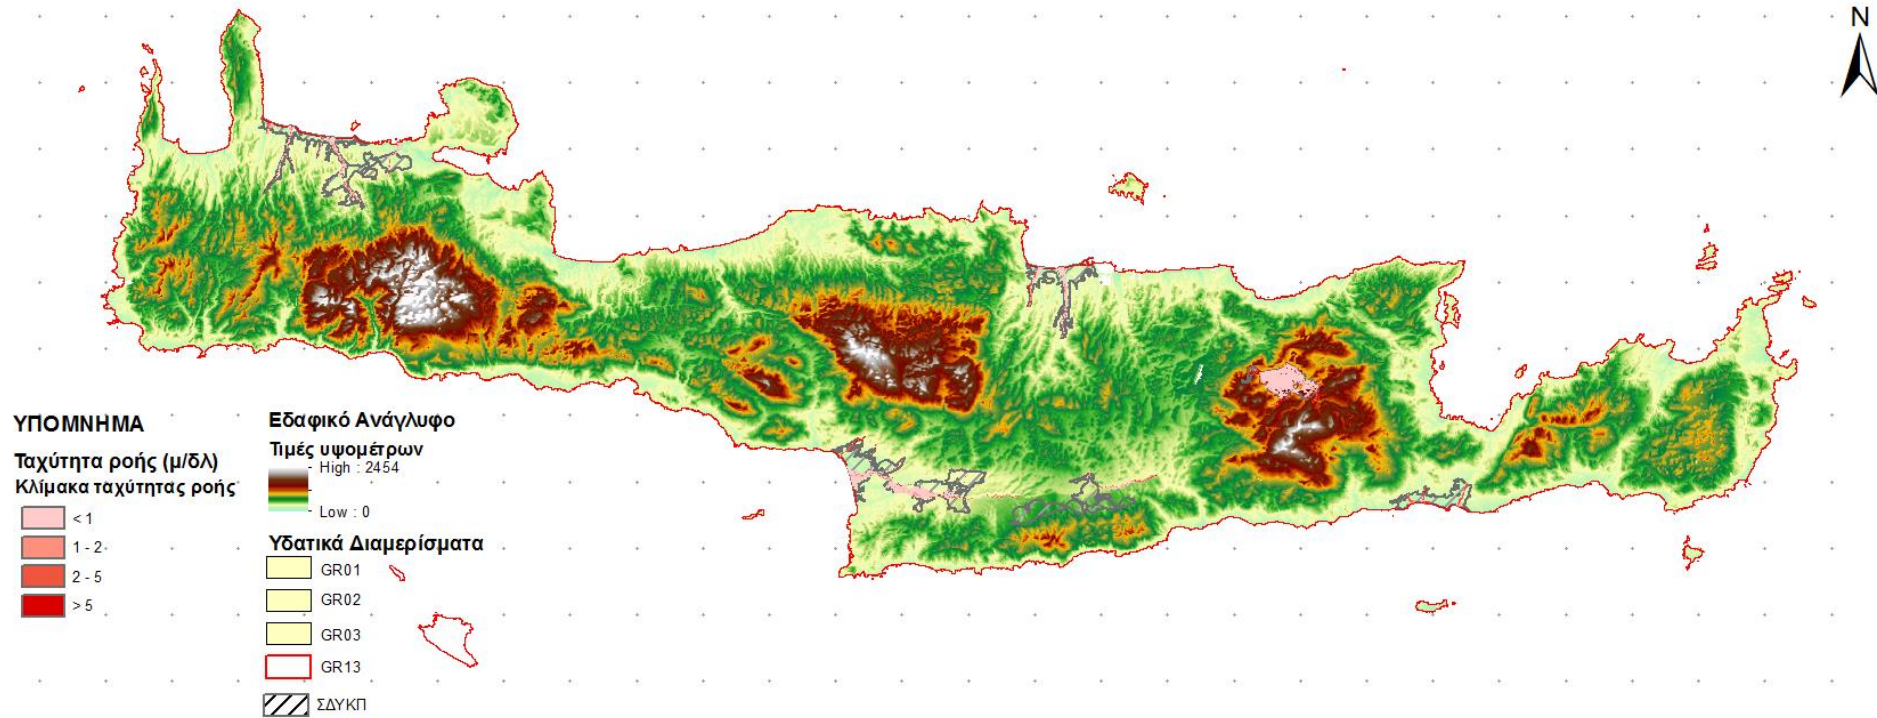 N
ΥΠΟΜΝΗΜΑ
Ταχύτητα ροής (μ/δλ)
Κλίμακα ταχύτητας ροής
< 1
1 - 2
2 - 5
> 5
Εδαφικό Ανάγλυφο
Τιμές υψομέτρων
High : 2454
Low : 0
Υδατικά Διαμερίσματα
GR01
GR02
GR03
GR13
ΣΔΥΚΠ